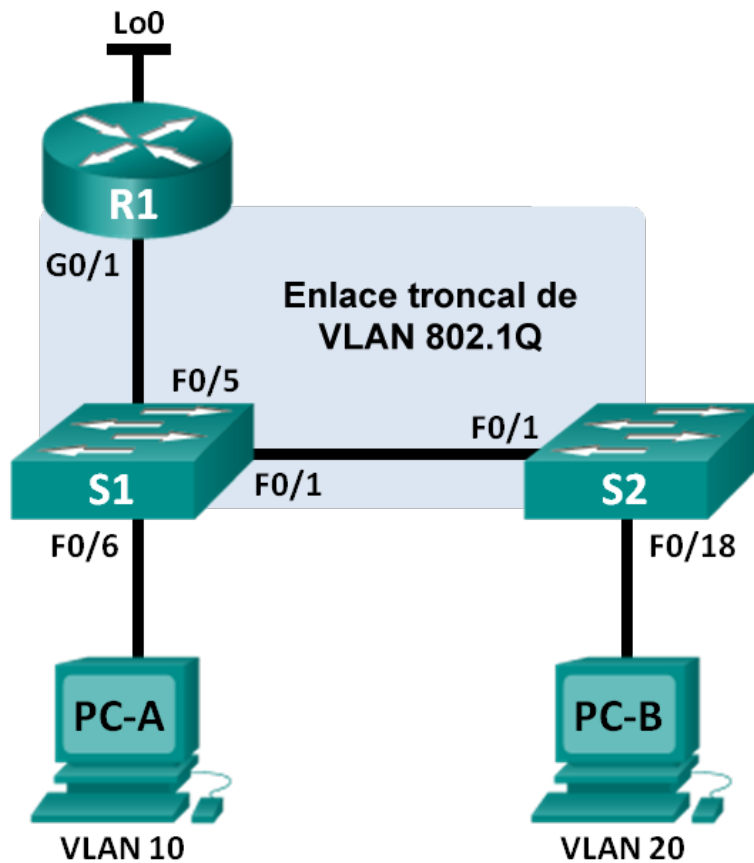 Lo0
R1
G0/1
Enlace troncal de
VLAN 802.1Q
F0/5
F0/1
S1
F0/1
S2
F0/6
F0/18
PC-A
PC-B
VLAN 10
VLAN 20